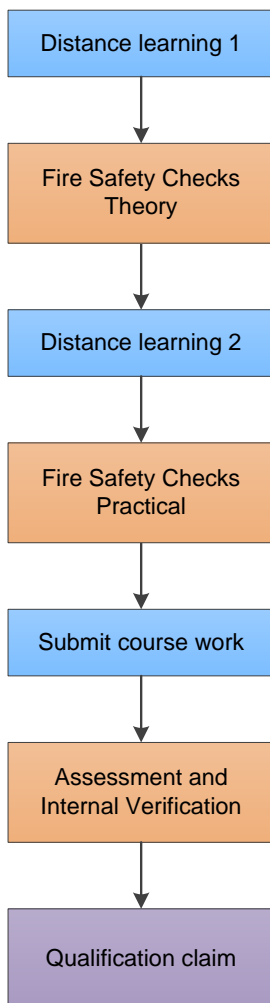 Distance learning 1
Fire Safety Checks
Theory
Distance learning 2
Fire Safety Checks
Practical
Submit course work
Assessment and
Internal Verification
Qualification claim